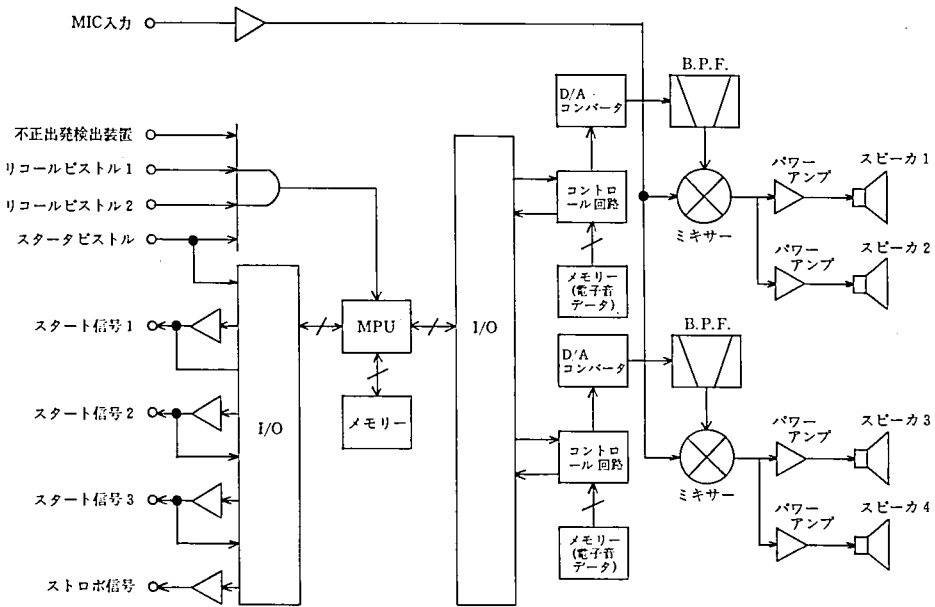 MIC入力
不正出発検出装置
リコールピストル1
リコールピストル2
スタータピストル
スタート信号1
スタート信号2
スタート信号3
ストロボ信号
I/O
MPU
メモリー
I/O
D/A
コンバータ
B.P.F.
コントロ
ール回路
メモリー
(電子音
データ)
ミキサー
パワー
アンプ
スピーカ1
パワー
アンプ
スピーカ2
D/A
コンバータ
B.P.F.
コントロ
ール回路
メモリー
(電子音
データ)
ミキサー
パワー
アンプ
スピーカ3
パワー
アンプ
スピーカ4